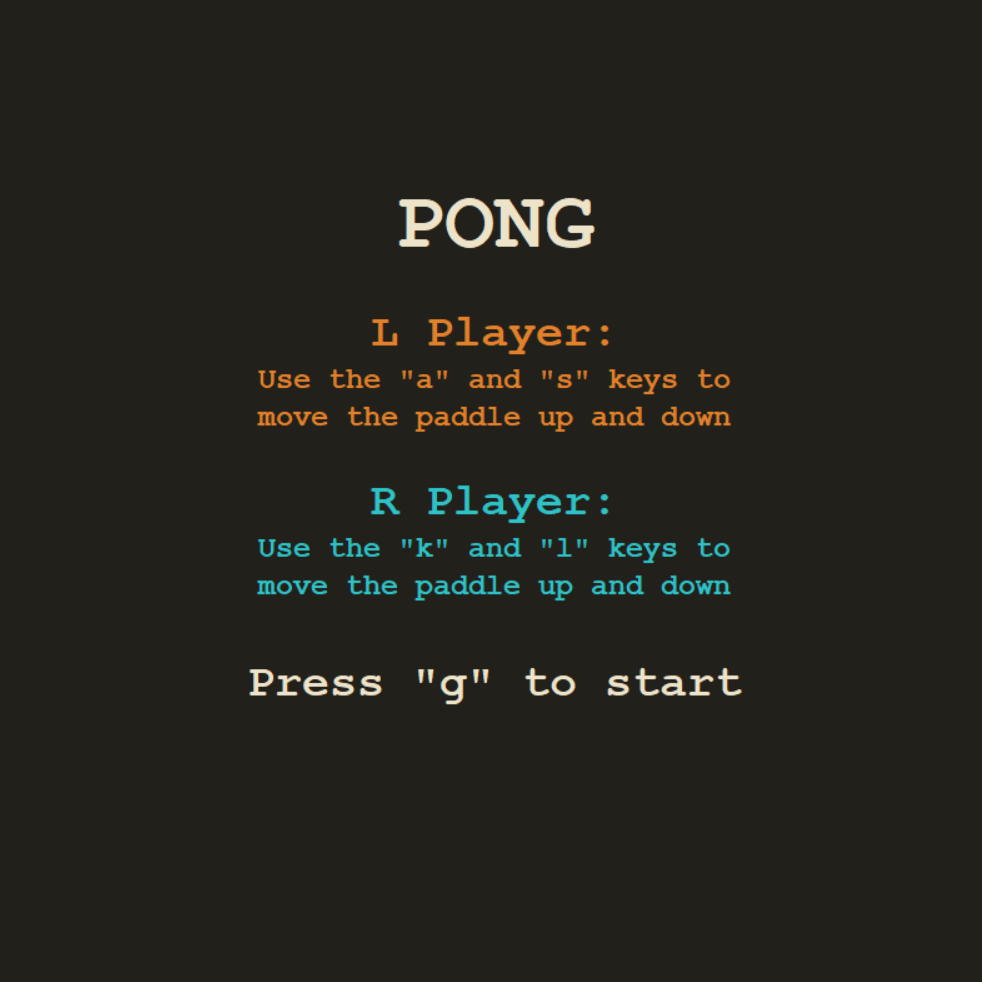 PONG
L Player:
Use the "a" and "s" keys to
move the paddle up and down
R Player:
Use the "k" and "l" keys to
move the paddle up and down
Press "g" to start